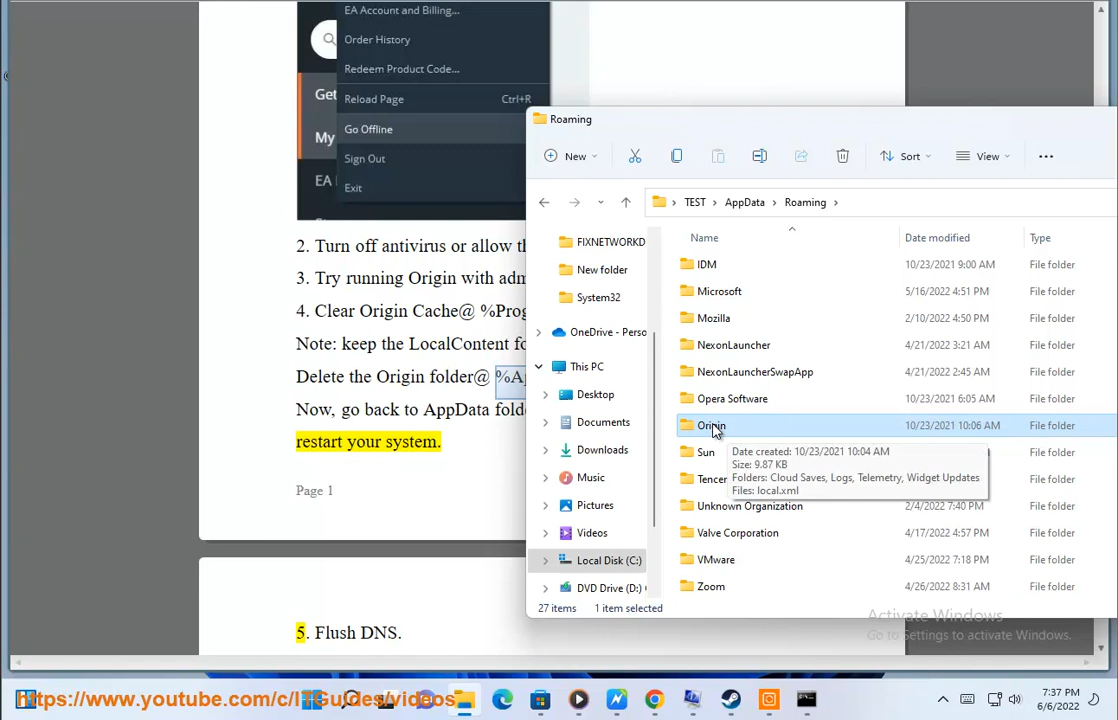 EA Account and Billing...
Order History
Redeem Product Code...
Get
Reload Page Ctrl+R
Go Offline
My
Sign Out
EA
Exit
2. Turn off antivirus or allow th
3. Try running Origin with adm
4. Clear Origin Cache@ %Prog
Note: keep the LocalContent fo
Delete the Origin folder@ %Ap
Now, go back to AppData fold
restart your system.
Page 1
5. Flush DNS.
Roaming
New
Sort
View
TEST > AppData > Roaming >
FIXNETWORKD
New folder
System32
OneDrive - Perso
This PC
Desktop
Documents
Downloads
Music
Pictures
Videos
Local Disk (C:)
DVD Drive (D:) (
Name Date modified Type
IDM 10/23/2021 9:00 AM File folder
Microsoft 5/16/2022 4:51 PM File folder
Mozilla 2/10/2022 4:50 PM File folder
NexonLauncher 4/21/2022 3:21 AM File folder
NexonLauncherSwapApp 4/21/2022 2:45 AM File folder
Opera Software 10/23/2021 6:05 AM File folder
Origin 10/23/2021 10:06 AM File folder
Sun File folder
Tencen File folder
Unknown Organization 2/4/2022 7:40 PM File folder
Valve Corporation 4/17/2022 4:57 PM File folder
VMware 4/25/2022 7:18 PM File folder
Zoom 4/26/2022 8:31 AM File folder
Date created: 10/23/2021 10:04 AM
Size: 9.87 KB
Folders: Cloud Saves, Logs, Telemetry, Widget Updates
Files: local.xml
27 items 1 item selected
Activate Windows
Go to Settings to activate Windows.
https://www.youtube.com/c/ITGuides/videos
7:37 PM
6/6/2022